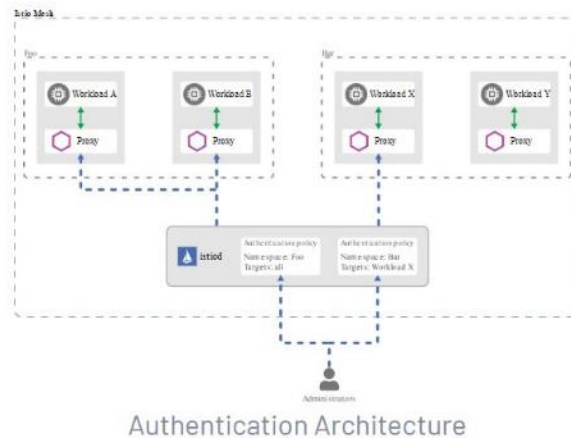 Istio Mesh
Foo
Bar
Workload A
Workload B
Workload X
Workload Y
Proxy
Proxy
Proxy
Proxy
istiod
Authentication policy
Namespace: Foo
Targets: all
Authentication policy
Namespace: Bar
Targets: Workload X
Administrators
Authentication Architecture